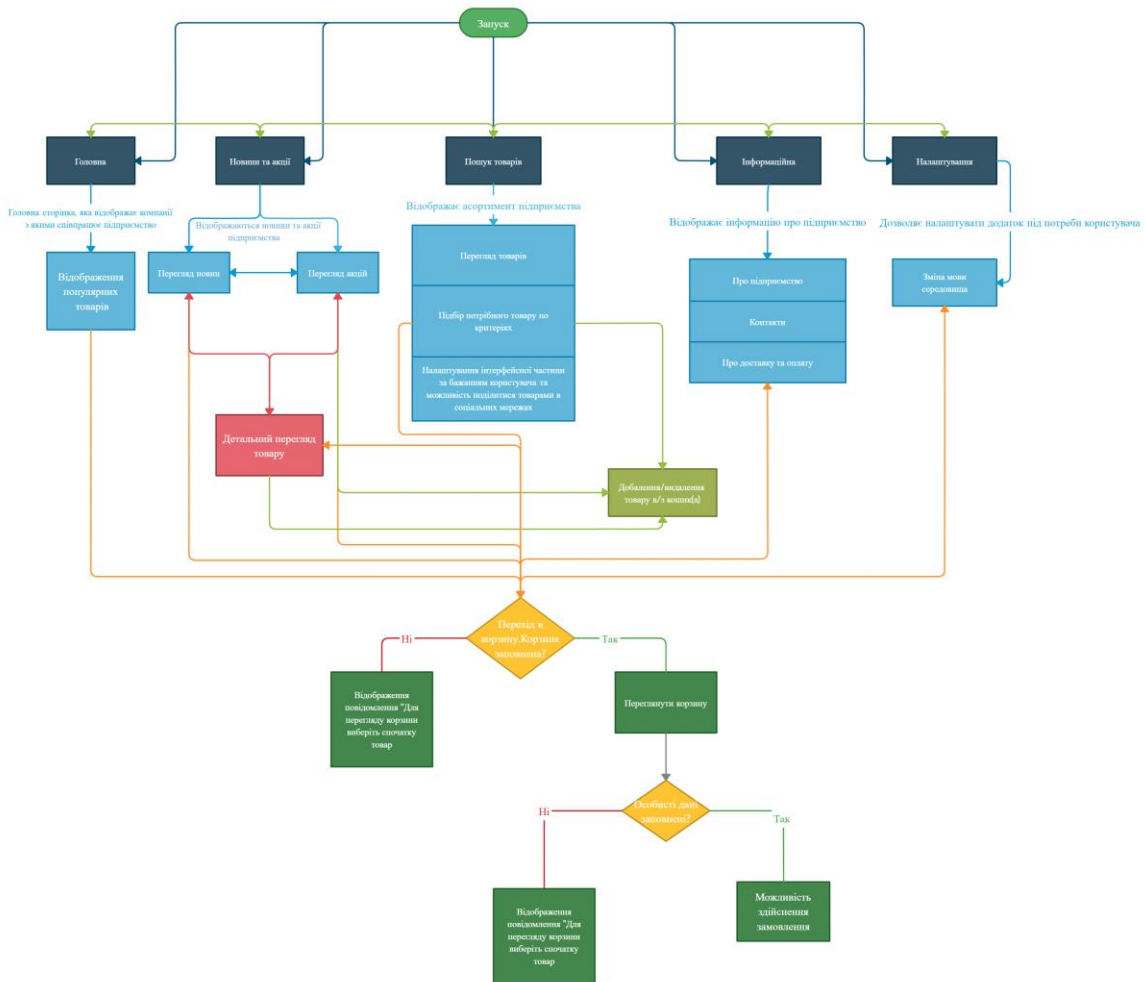 Запуск
Головна
Новини та акції
Пошук товарів
Інформаційна
Налаштування
Головна сторінка, яка відображає компанії
з якими співпрацює підприємство
Відображаються новини та акції
підприємства
Відображає асортимент підприємства
Відображає інформацію про підприємство
Дозволяє налаштувати додаток під потреби користувача
Відображення
популярних
товарів
Перегляд новин
Перегляд акцій
Перегляд товарів
Підбір потрібного товару по
критеріях
Налаштування інтерфейсної частини
за бажанням користувача та
можливість поділитися товарами в
соціальних мережах
Про підприємство
Контакти
Про доставку та оплату
Зміна мови
середовища
Детальний перегляд
товару
Добалення/видалення
товару в/з кошик(а)
Перехід в
корзину.Корзина
заповнена?
Ні
Так
Відображення
повідомлення "Для
перегляду корзини
виберіть спочатку
товар
Переглянути корзину
Особисті дані
заповнені?
Ні
Так
Відображення
повідомлення "Для
перегляду корзини
виберіть спочатку
товар
Можливість
здійснення
замовлення